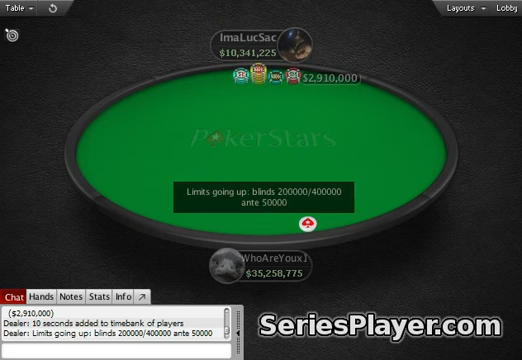 Table
Layouts
Lobby
ImaLucSac
$10,341,225
$2,910,000
PokerStars
Limits going up: blinds 200000/400000
ante 50000
WhoAreYoux1
$35,258,775
Chat Hands Notes Stats Info
($2,910,000)
Dealer: 10 seconds added to timebank of players
Dealer: Limits going up: blinds 200000/400000 ante 50000
SeriesPlayer.com